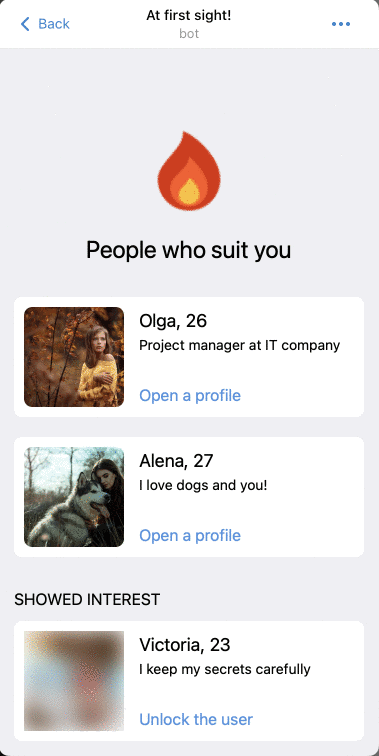 Back
At first sight!
bot
People who suit you
Olga, 26
Project manager at IT company
Open a profile
Alena, 27
I love dogs and you!
Open a profile
SHOWED INTEREST
Victoria, 23
I keep my secrets carefully
Unlock the user